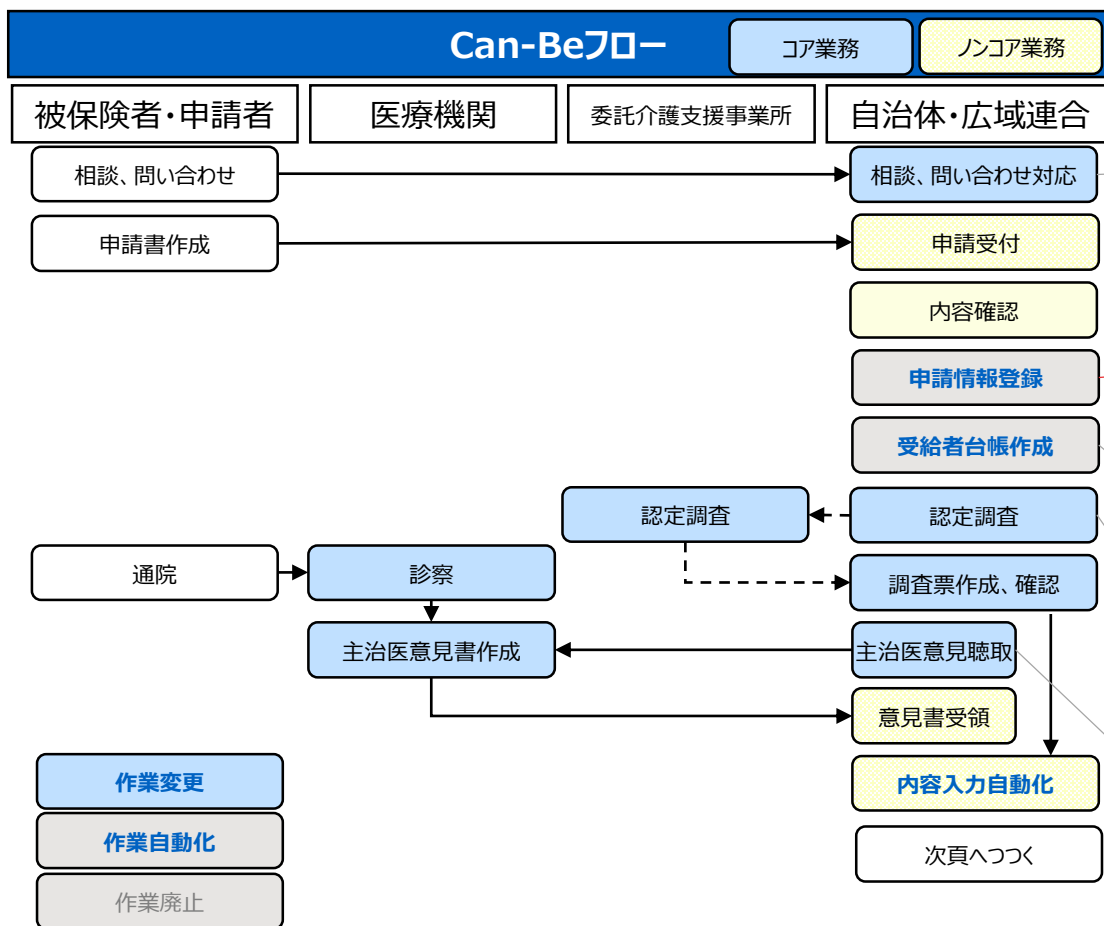 Can-Beフロー
コア業務
ノンコア業務
被保険者・申請者
医療機関
委託介護支援事業所
自治体・広域連合
相談、問い合わせ
相談、問い合わせ対応
申請書作成
申請受付
内容確認
申請情報登録
受給者台帳作成
認定調査
認定調査
通院
診察
調査票作成、確認
主治医意見書作成
主治医意見聴取
意見書受領
作業変更
内容入力自動化
作業自動化
次頁へつつく
作業廃止